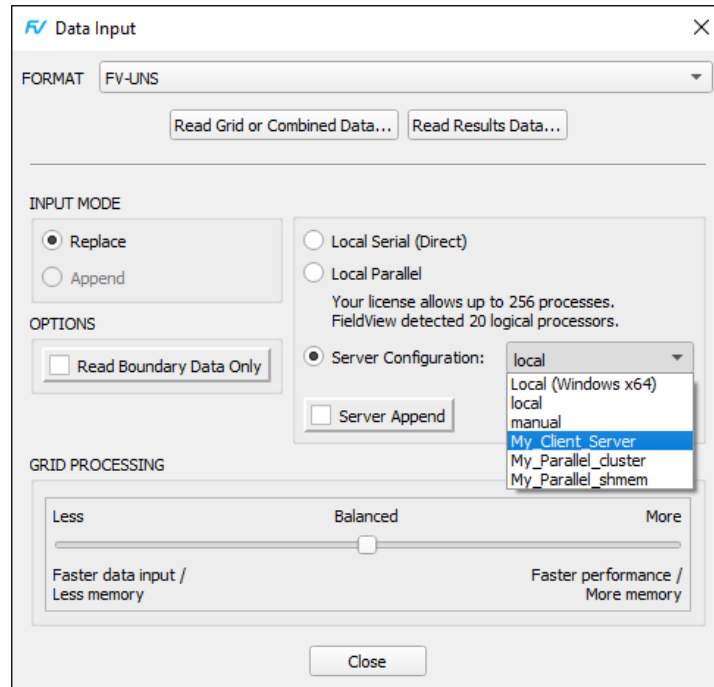 FV Data Input
FORMAT FV-UNS
Read Grid or Combined Data... Read Results Data...
INPUT MODE
Replace
Append
OPTIONS
Read Boundary Data Only
Local Serial (Direct)
Local Parallel
Your license allows up to 256 processes.
FieldView detected 20 logical processors.
Server Configuration: local
Local (Windows x64)
local
manual
My_Client_Server
My_Parallel_cluster
My_Parallel_shmem
Server Append
GRID PROCESSING
Less Balanced More
Faster data input /
Less memory
Faster performance /
More memory
Close